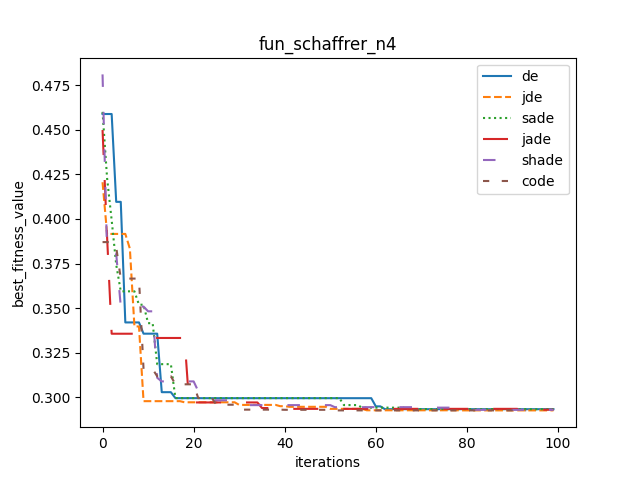 fun_schaffrer_n4
best_fitness_value
0.475
0.450
0.425
0.400
0.375
0.350
0.325
0.300
0
20
40
60
80
100
iterations
de
jde
sade
jade
shade
code